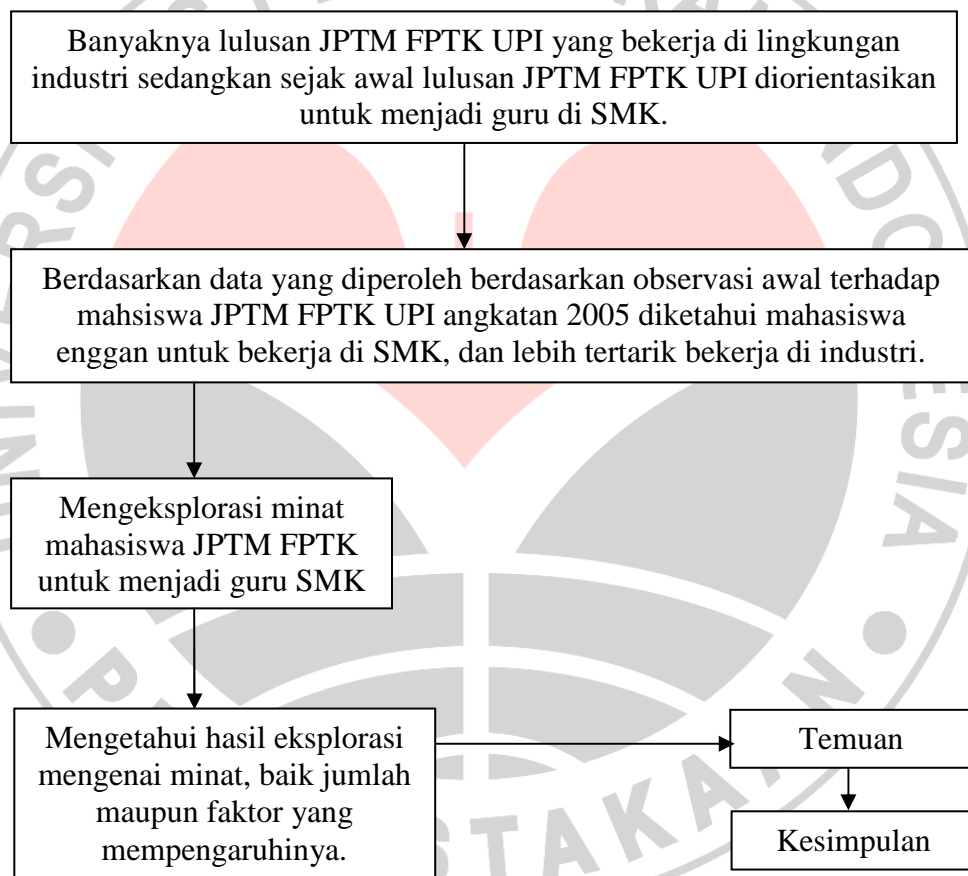 Banyaknya lulusan JPTM FPTK UPI yang bekerja di lingkungan
industri sedangkan sejak awal lulusan JPTM FPTK UPI diorientasikan
untuk menjadi guru di SMK.
Berdasarkan data yang diperoleh berdasarkan observasi awal terhadap
mahsiswa JPTM FPTK UPI angkatan 2005 diketahui mahasiswa
enggan untuk bekerja di SMK, dan lebih tertarik bekerja di industri.
Mengeksplorasi minat
mahasiswa JPTM FPTK
untuk menjadi guru SMK
Mengetahui hasil eksplorasi
mengenai minat, baik jumlah
maupun faktor yang
mempengaruhinya.
Temuan
Kesimpulan